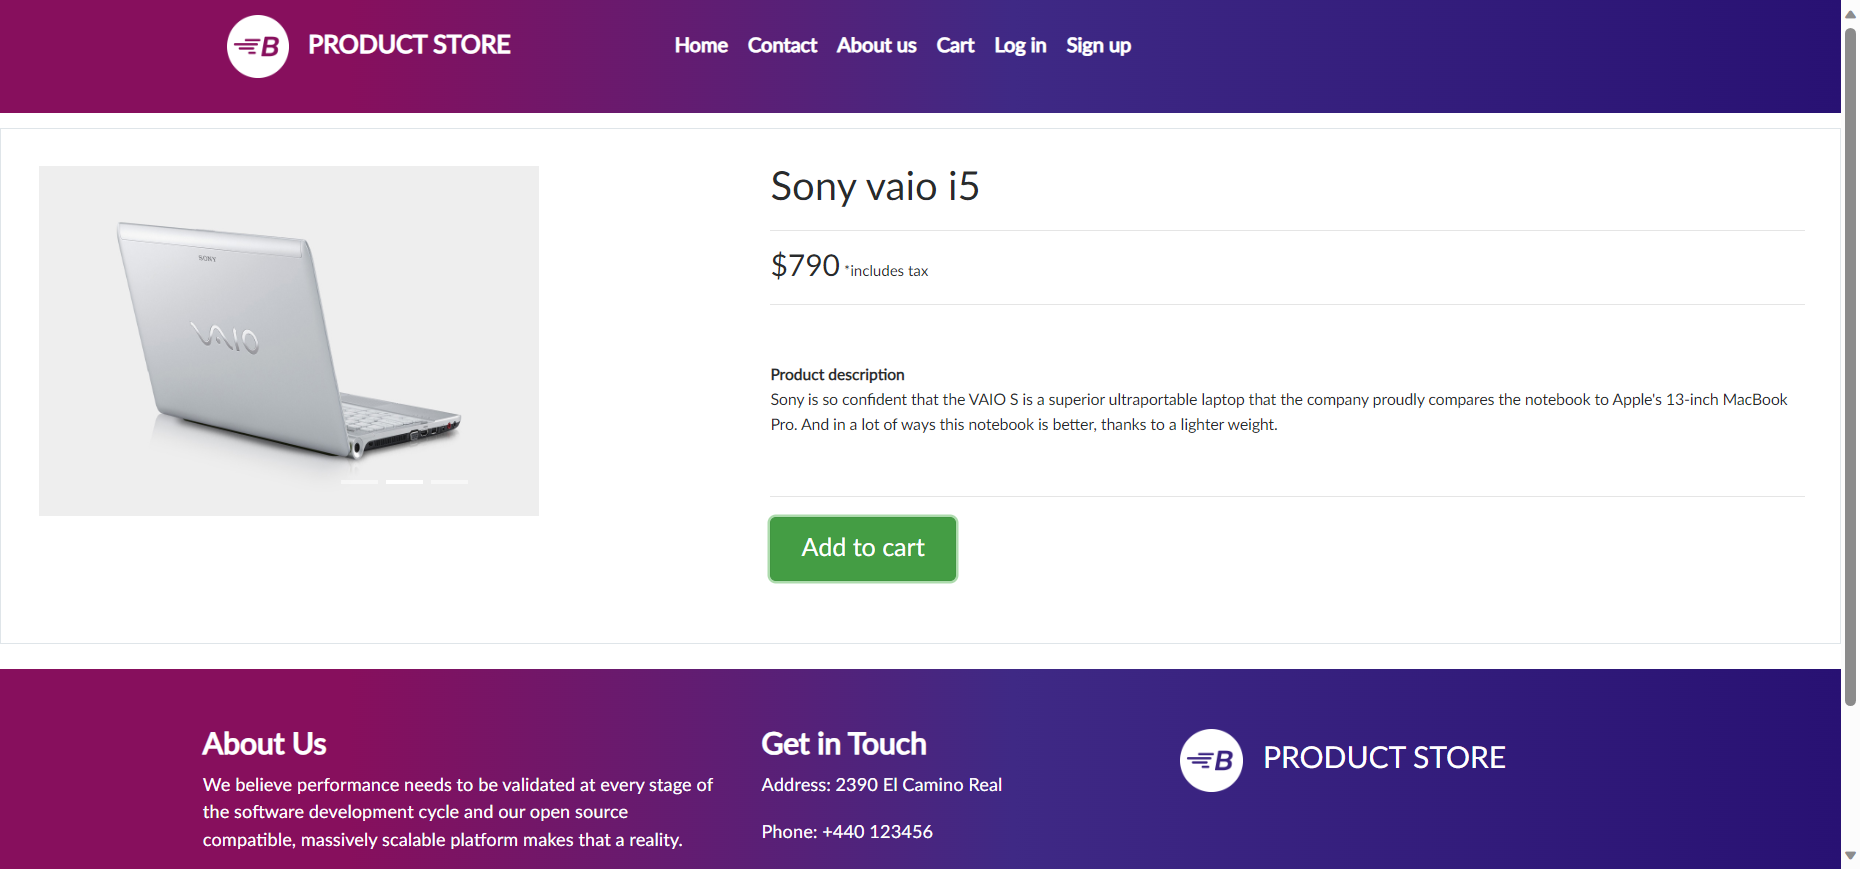 B PRODUCT STORE
Home Contact About us Cart Log in Sign up
SONY
VAIO
Sony vaio i5
$790 *includes tax
Product description
Sony is so confident that the VAIO S is a superior ultraportable laptop that the company proudly compares the notebook to Apple's 13-inch MacBook
Pro. And in a lot of ways this notebook is better, thanks to a lighter weight.
Add to cart
About Us
We believe performance needs to be validated at every stage of
the software development cycle and our open source
compatible, massively scalable platform makes that a reality.
Get in Touch
Address: 2390 El Camino Real
Phone: +440 123456
B PRODUCT STORE